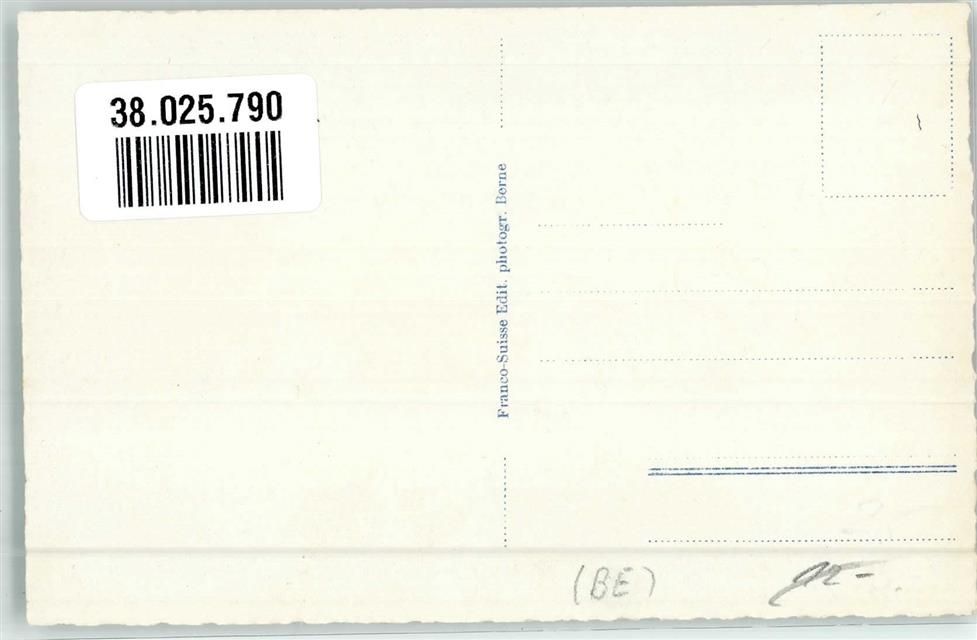 38.025.790
Franco-Suisse Edit. photogr. Berne
(BE)